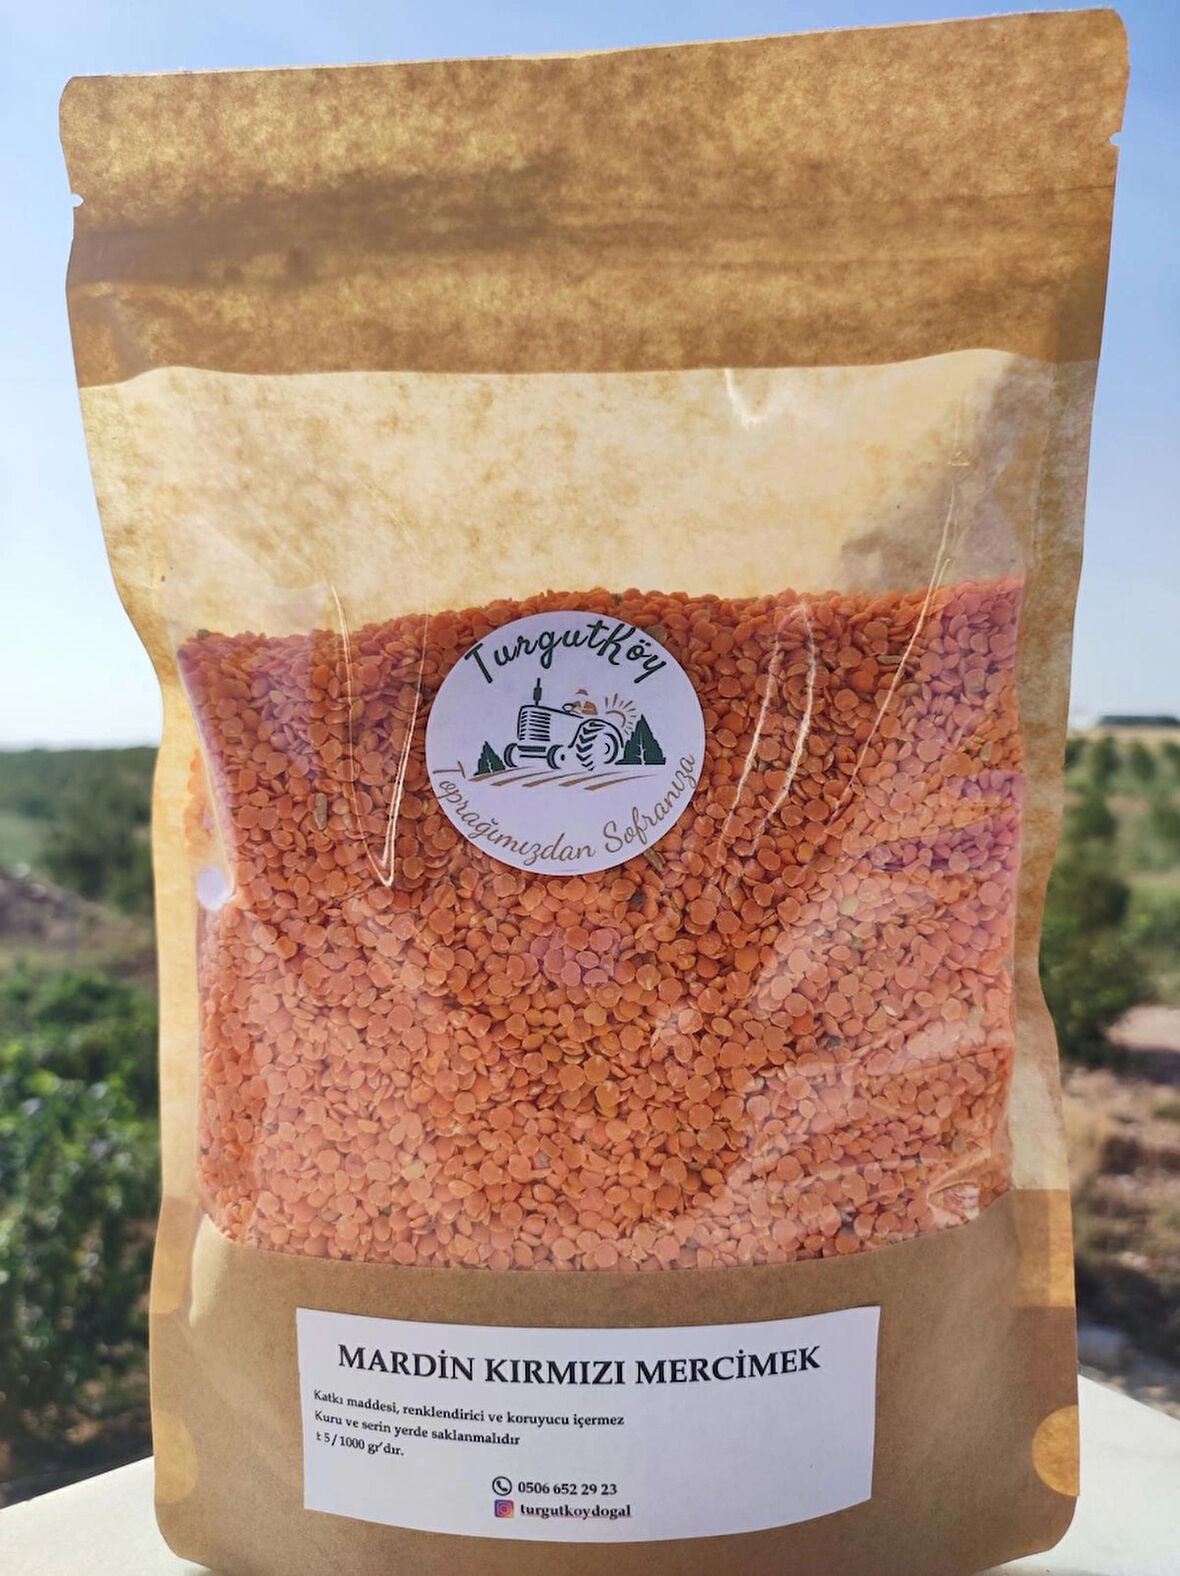 TurgutKöy
Toprağımızdan Sofranıza
MARDİN KIRMIZI MERCİMEK
Katkı maddesi, renklendirici ve koruyucu içermez
Kuru ve serin yerde saklanmalıdır
± 5 / 1000 gr'dır.
0506 652 29 23
turgutkoydogal